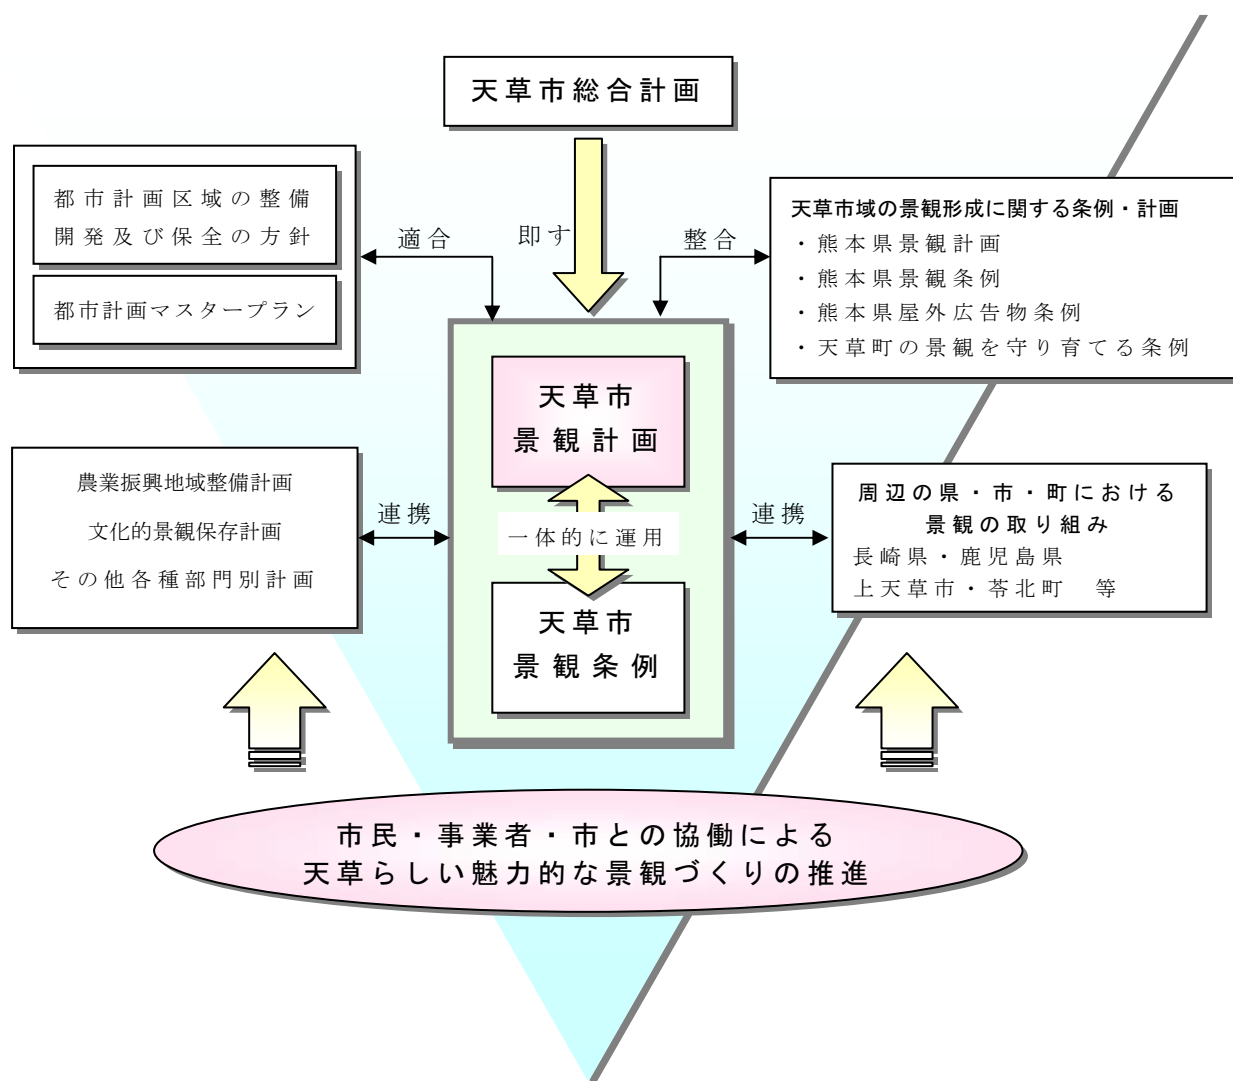 天草市総合計画
都市計画区域の整備
開発及び保全の方針
都市計画マスタープラン
適合
即す
整合
天草市域の景観形成に関する条例・計画
・熊本県景観計画
・熊本県景観条例
・熊本県屋外広告物条例
・天草町の景観を守り育てる条例
天草市
景観計画
一体的に運用
天草市
景観条例
農業振興地域整備計画
文化的景観保存計画
その他各種部門別計画
連携
連携
周辺の県・市・町における
景観の取り組み
長崎県・鹿児島県
上天草市・苓北町 等
市民・事業者・市との協働による
天草らしい魅力的な景観づくりの推進